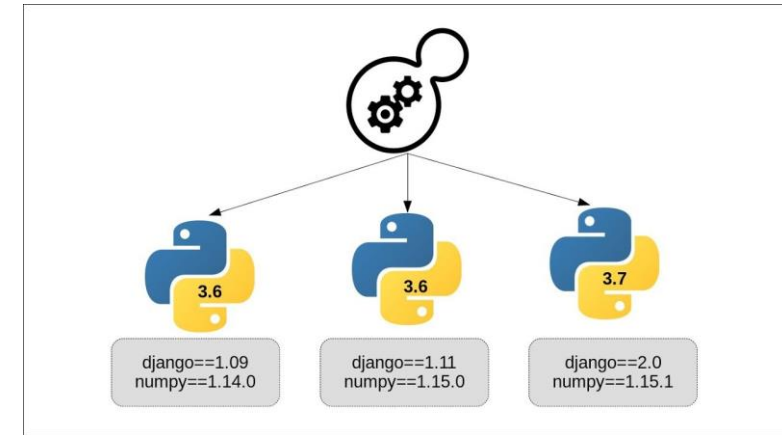 3.6
3.6
3.7
django==1.09
numpy==1.14.0
django==1.11
numpy==1.15.0
django==2.0
numpy==1.15.1